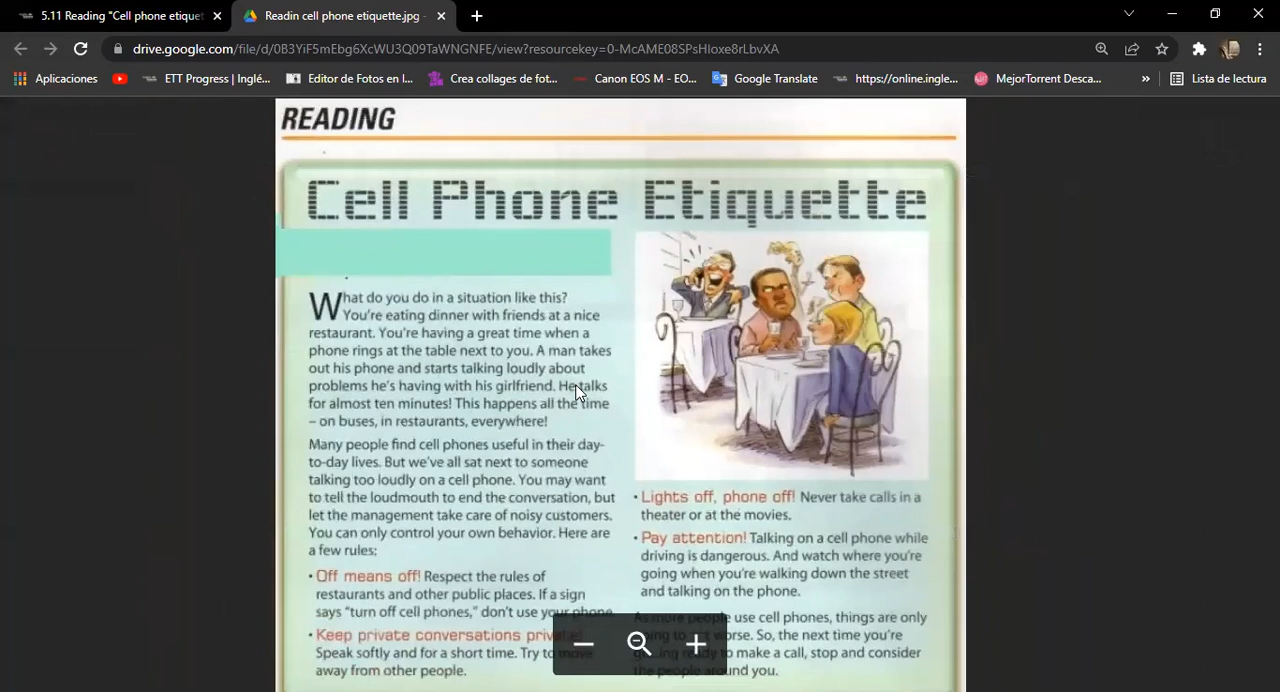 5.11 Reading "Cell phone etiquet
Readin cell phone etiquette.jpg -
drive.google.com/file/d/0B3YiF5mEbg6XcWU3Q09TaWNGNFE/view?resourcekey=0-McAME08SPsHloxe8rLbvXA
Aplicaciones
ETT Progress | Inglé...
Editor de Fotos en l...
Crea collages de fot...
Canon EOS M - EO...
Google Translate
https://online.ingle...
MejorTorrent Desca...
»
Lista de lectura
READING
Cell Phone Etiquette
What do you do in a situation like this?
You're eating dinner with friends at a nice
restaurant. You're having a great time when a
phone rings at the table next to you. A man takes
out his phone and starts talking loudly about
problems he's having with his girlfriend. He talks
for almost ten minutes! This happens all the time
– on buses, in restaurants, everywhere!
Many people find cell phones useful in their day-
to-day lives. But we've all sat next to someone
talking too loudly on a cell phone. You may want
to tell the loudmouth to end the conversation, but
let the management take care of noisy customers.
You can only control your own behavior. Here are
a few rules:
• Off means off! Respect the rules of
restaurants and other public places. If a sign
says "turn off cell phones," don't use your phone.
• Keep private conversations private!
Speak softly and for a short time. Try to move
away from other people.
• Lights off, phone off! Never take calls in a
theater or at the movies.
• Pay attention! Talking on a cell phone while
driving is dangerous. And watch where you're
going when you're walking down the street
and talking on the phone.
As more people use cell phones, things are only
going to get worse. So, the next time you're
getting ready to make a call, stop and consider
the people around you.